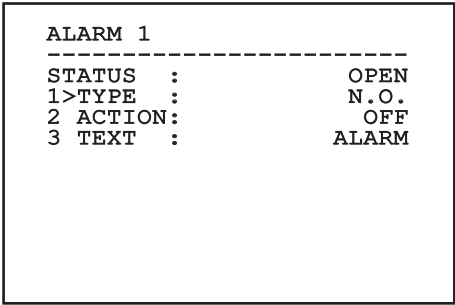 ALARM 1
-------------------------
STATUS  :            OPEN
1>TYPE  :            N.O.
2 ACTION:             OFF
3 TEXT  :           ALARM